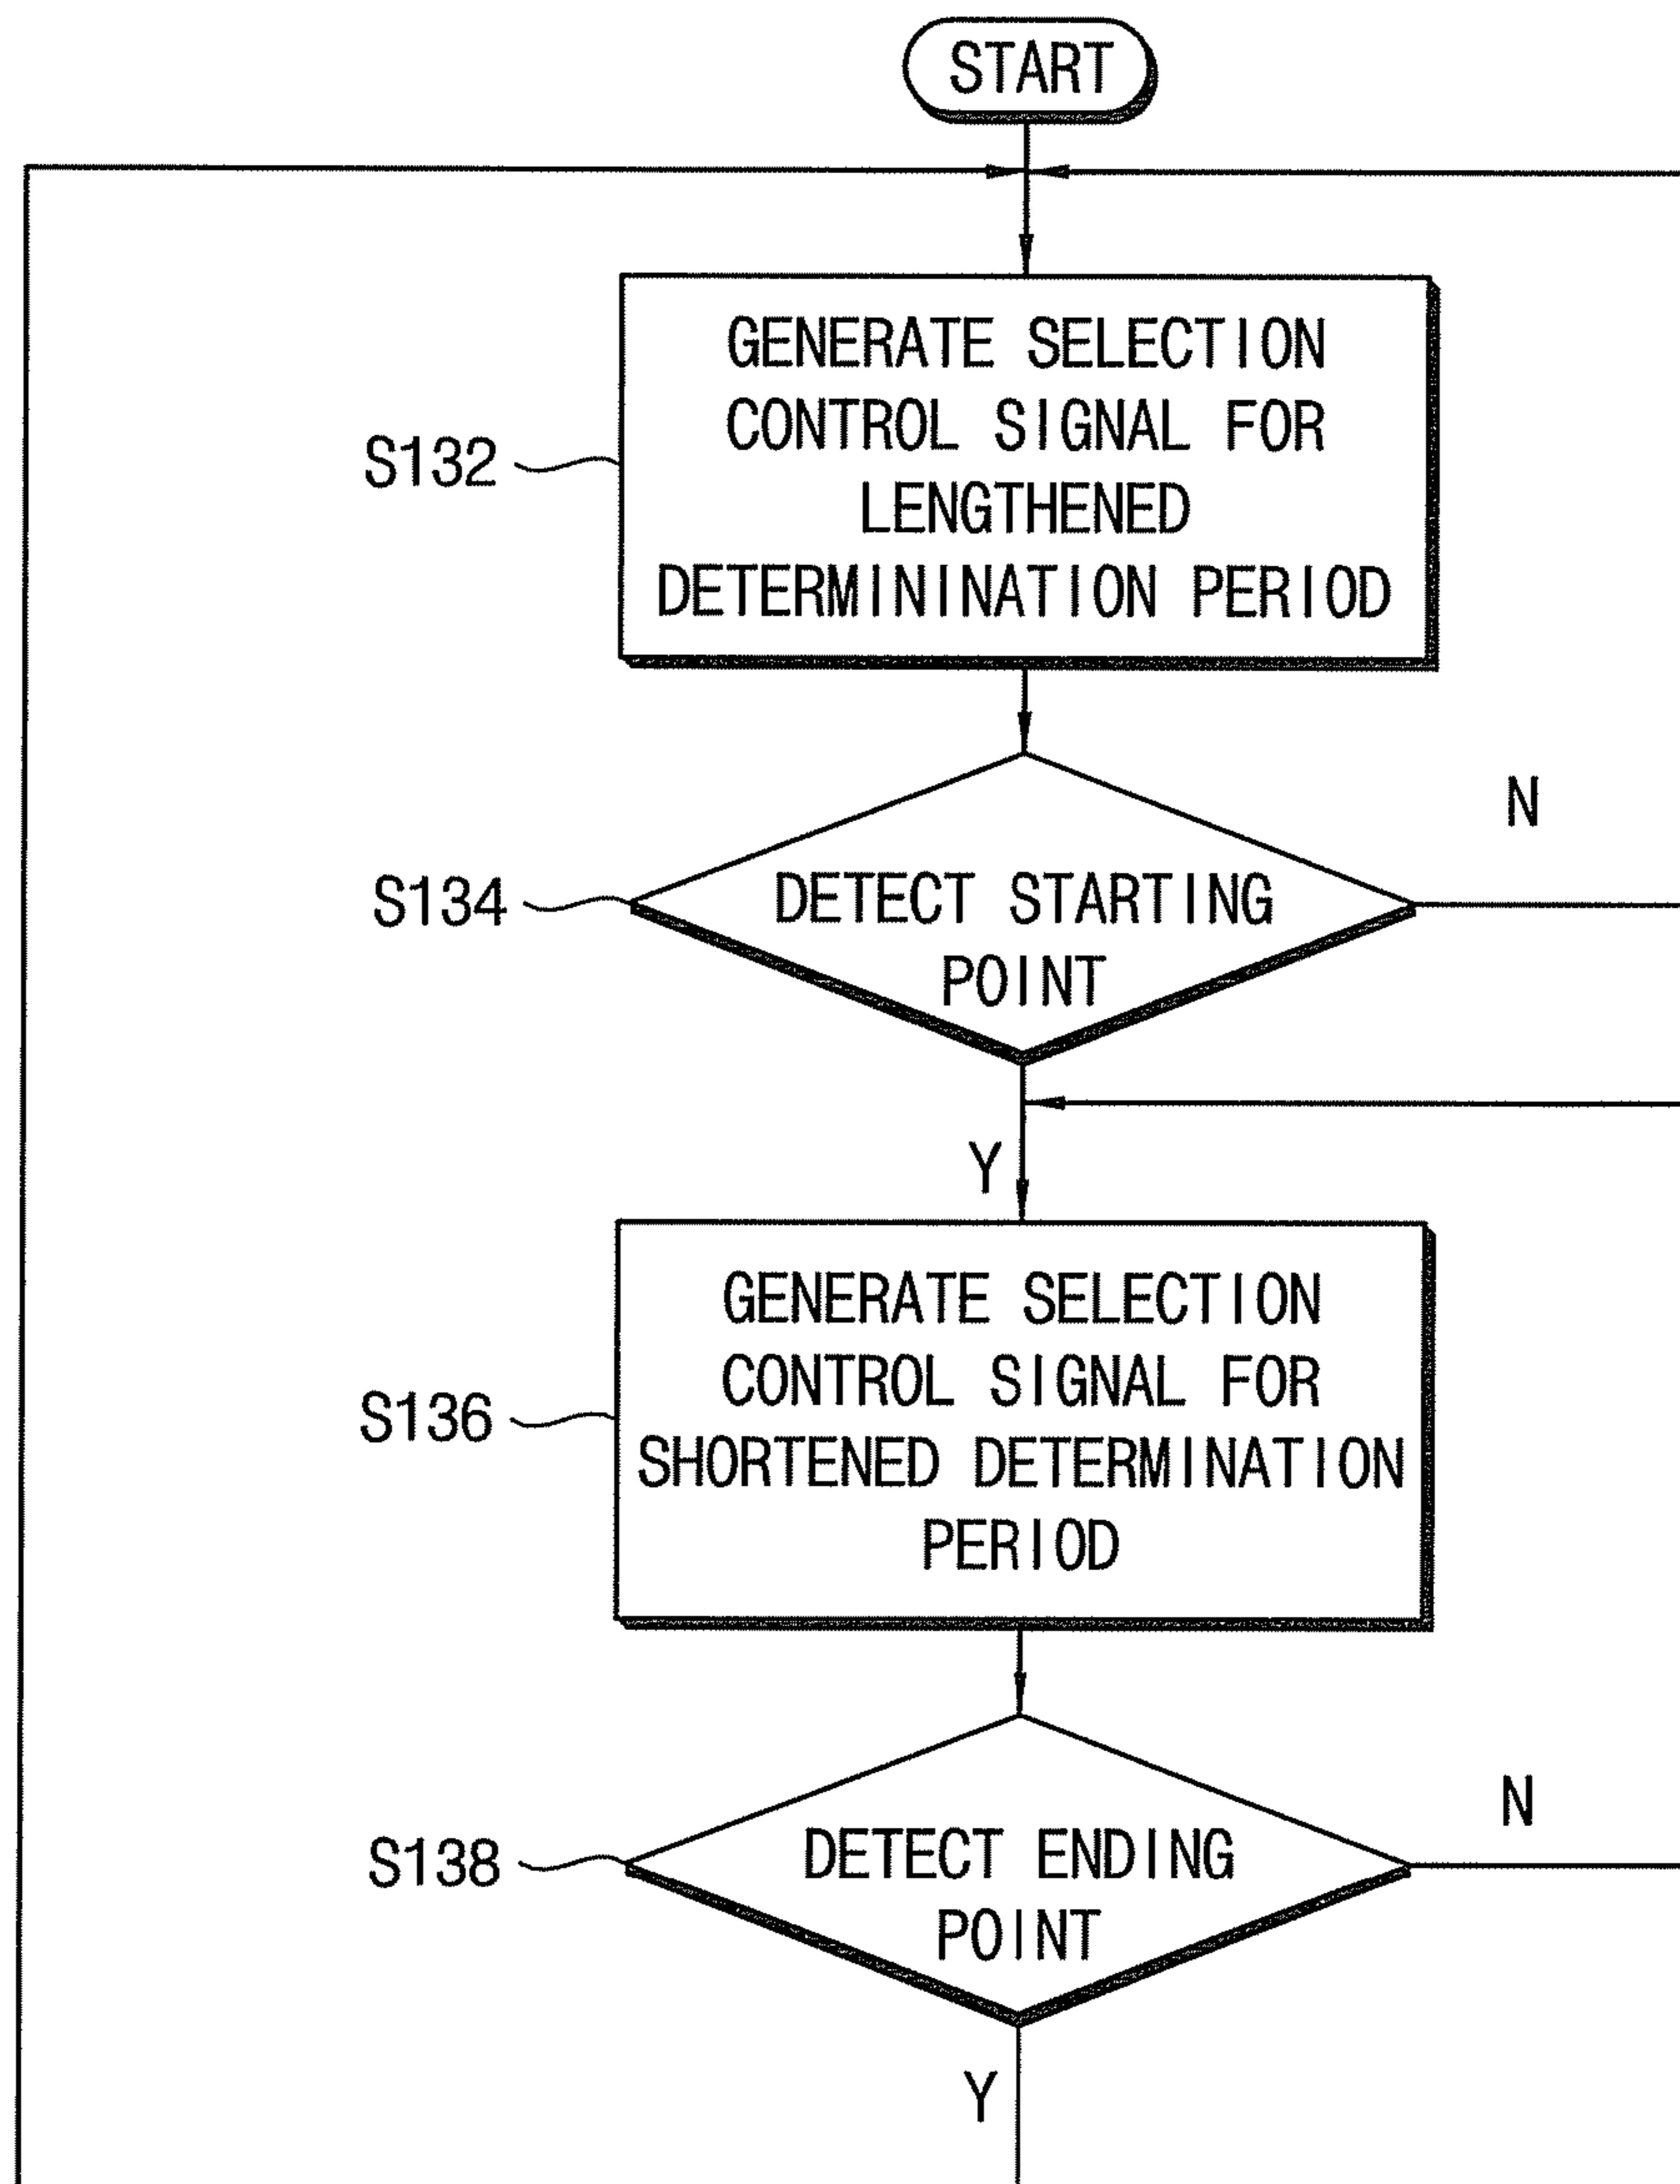 START
GENERATE SELECTION
CONTROL SIGNAL FOR
LENGTHENED
DETERMININATION PERIOD
S132
N
DETECT STARTING
POINT
S134
Y
GENERATE SELECTION
CONTROL SIGNAL FOR
SHORTENED DETERMINATION
PERIOD
S136
N
DETECT ENDING
POINT
S138
Y